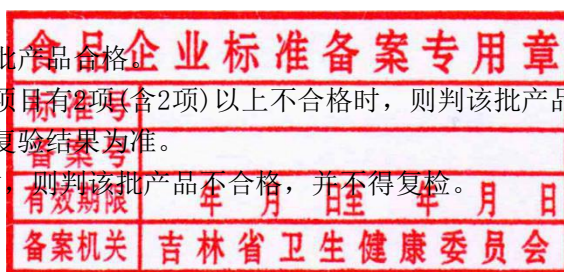 食品企业标准备案专用章
批产品合格。
标准号
项目有2项(含2项)以上不合格时，则判该批产品
备案号
复验结果为准。
，则判该批产品不合格，并不得复检。
有效期限 年 月 日至 年 月 日
备案机关 吉林省卫生健康委员会